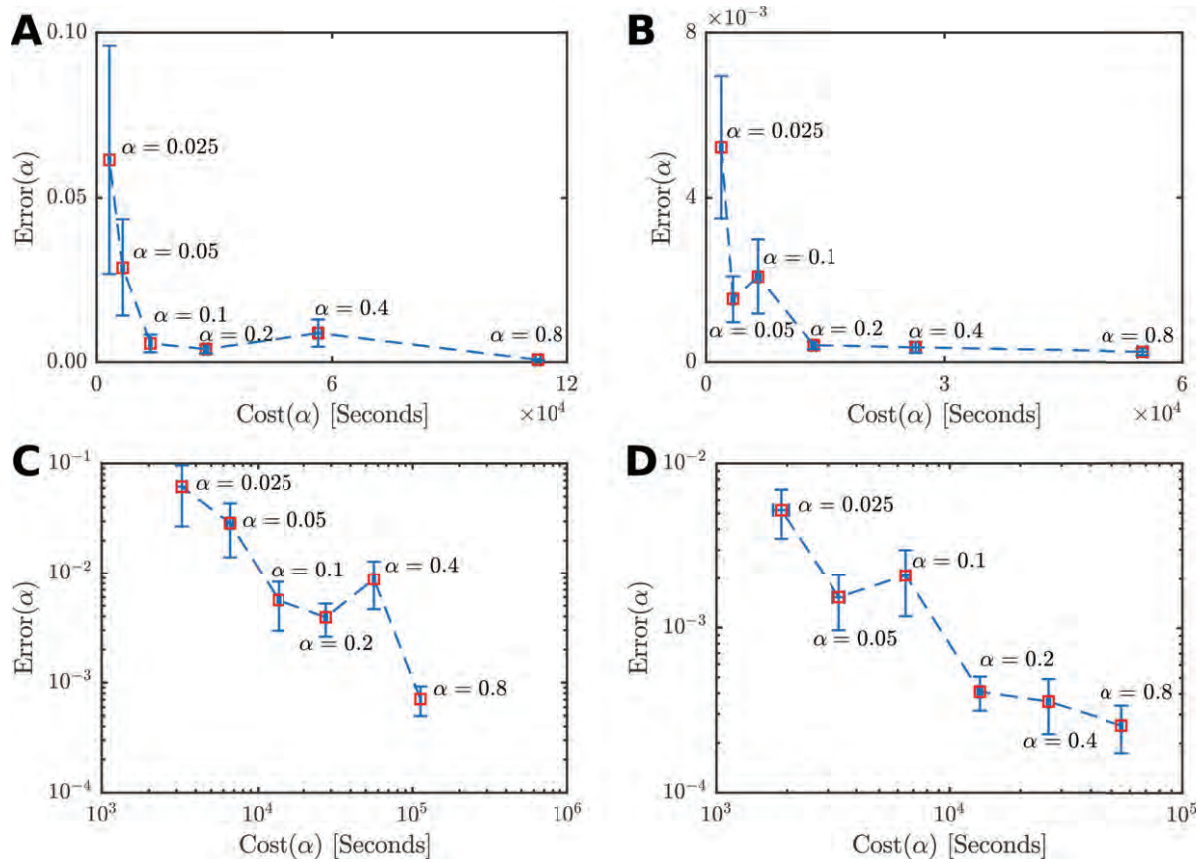 A
Error(α)
0.10
0.05
0.00
α = 0.025
α = 0.05
α = 0.1
α = 0.2
α = 0.4
α = 0.8
0
6
12
×10⁴
Cost(α) [Seconds]
B
×10⁻³
Error(α)
8
4
0
α = 0.025
α = 0.05
α = 0.1
α = 0.2
α = 0.4
α = 0.8
0
3
6
×10⁴
Cost(α) [Seconds]
C
Error(α)
10⁻¹
10⁻²
10⁻³
10⁻⁴
α = 0.025
α = 0.05
α = 0.1
α = 0.2
α = 0.4
α = 0.8
10³
10⁴
10⁵
10⁶
Cost(α) [Seconds]
D
Error(α)
10⁻²
10⁻³
10⁻⁴
α = 0.025
α = 0.05
α = 0.1
α = 0.2
α = 0.4
α = 0.8
10³
10⁴
10⁵
Cost(α) [Seconds]